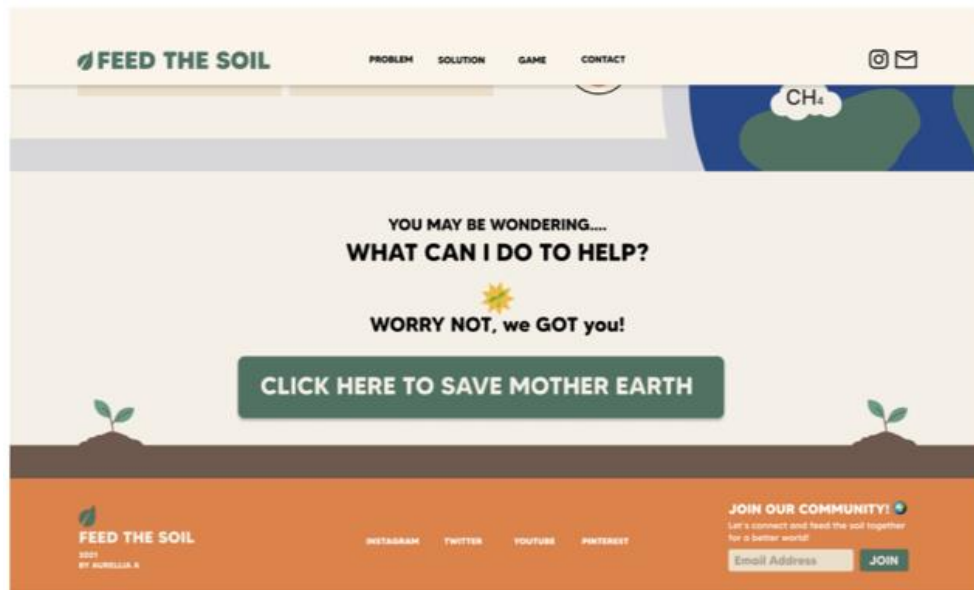 FEED THE SOIL
PROBLEM SOLUTION GAME CONTACT
CH₄
YOU MAY BE WONDERING....
WHAT CAN I DO TO HELP?
WORRY NOT, we GOT you!
CLICK HERE TO SAVE MOTHER EARTH
FEED THE SOIL
2021
BY AURELLIA A
INSTAGRAM TWITTER YOUTUBE PINTEREST
JOIN OUR COMMUNITY!
Let's connect and feed the soil together
for a better world!
Email Address JOIN